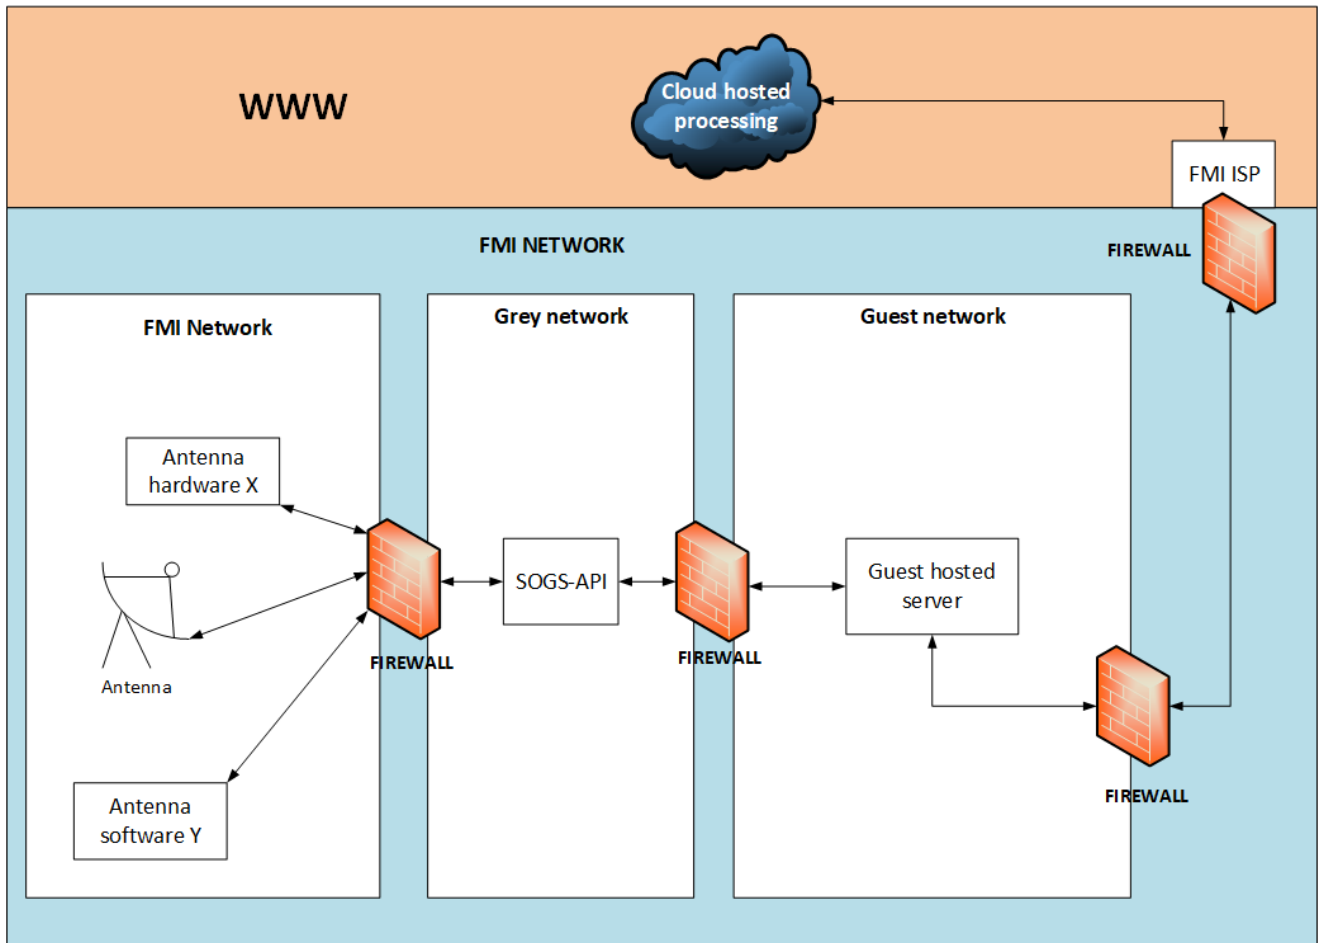 WWW
Cloud hosted
processing
FMI ISP
FMI NETWORK
FIREWALL
FMI Network
Grey network
Guest network
Antenna
hardware X
SOGS-API
Guest hosted
server
FIREWALL
FIREWALL
Antenna
Antenna
software Y
FIREWALL